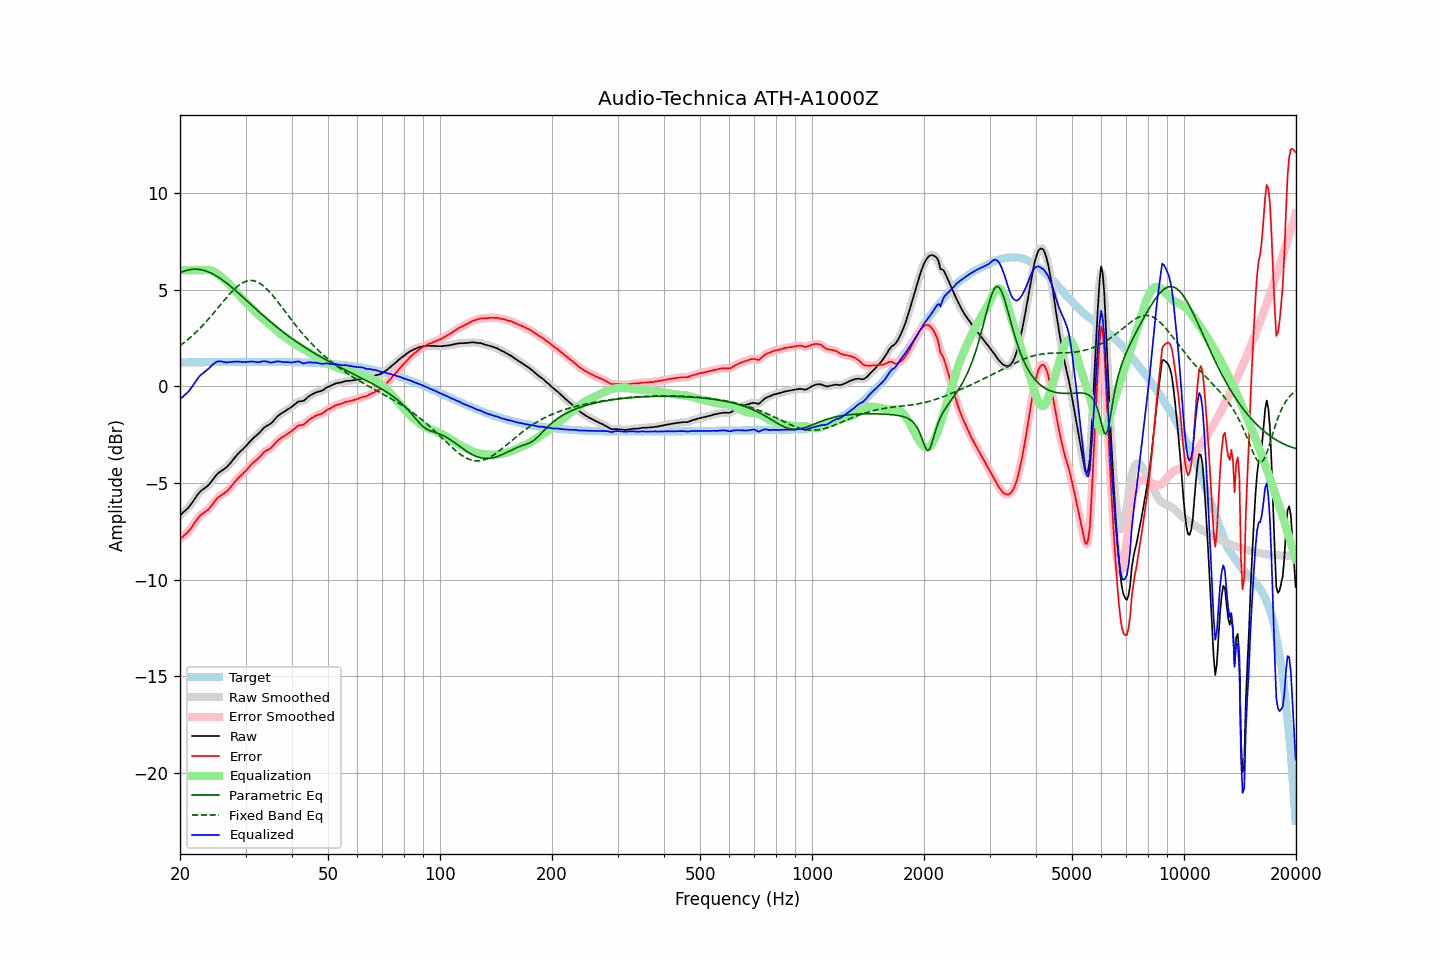 Audio-Technica ATH-A1000Z
Amplitude (dBr)
10
5
0
−5
−10
−15
−20
Target
Raw Smoothed
Error Smoothed
Raw
Error
Equalization
Parametric Eq
Fixed Band Eq
Equalized
20 50 100 200 500 1000 2000 5000 10000 20000
Frequency (Hz)